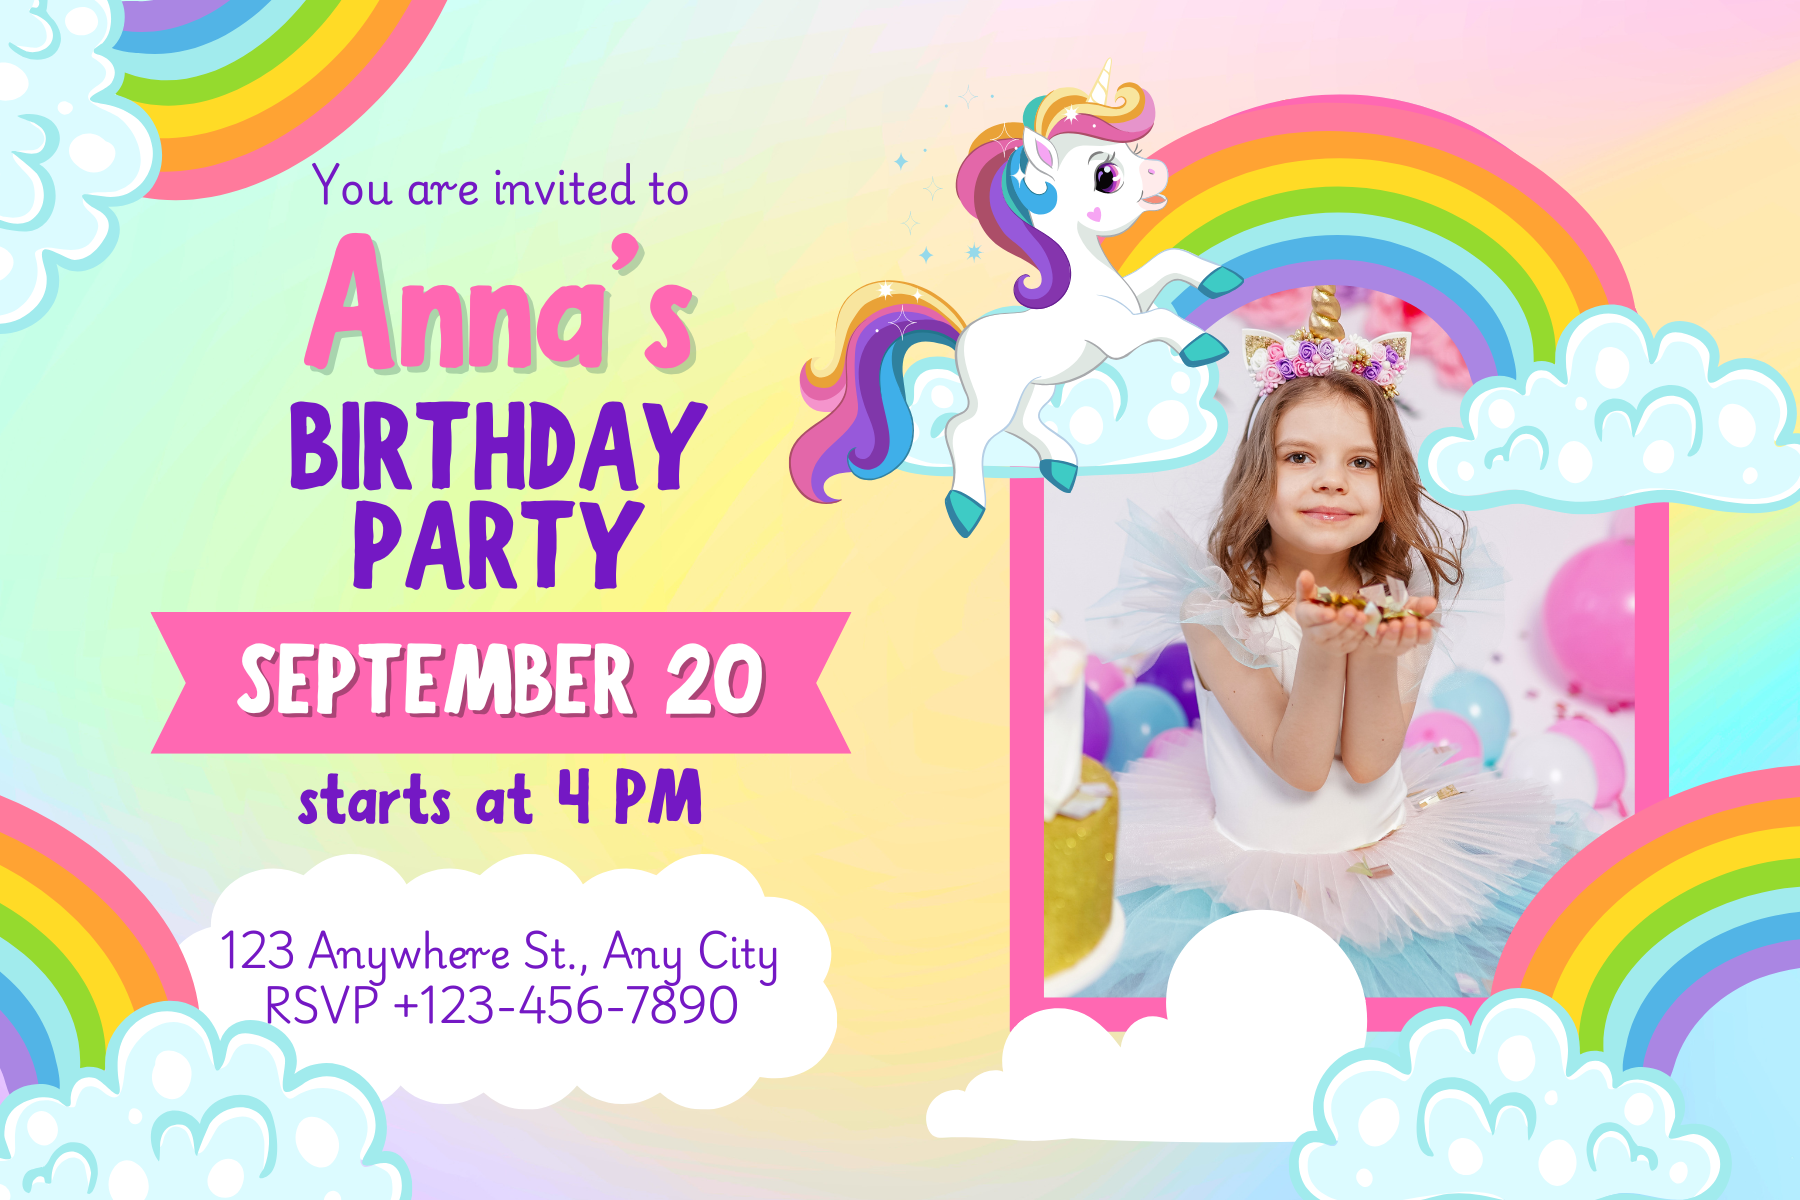 You are invited to
Anna's
BIRTHDAY
PARTY
SEPTEMBER 20
starts at 4 PM
123 Anywhere St., Any City
RSVP +123-456-7890